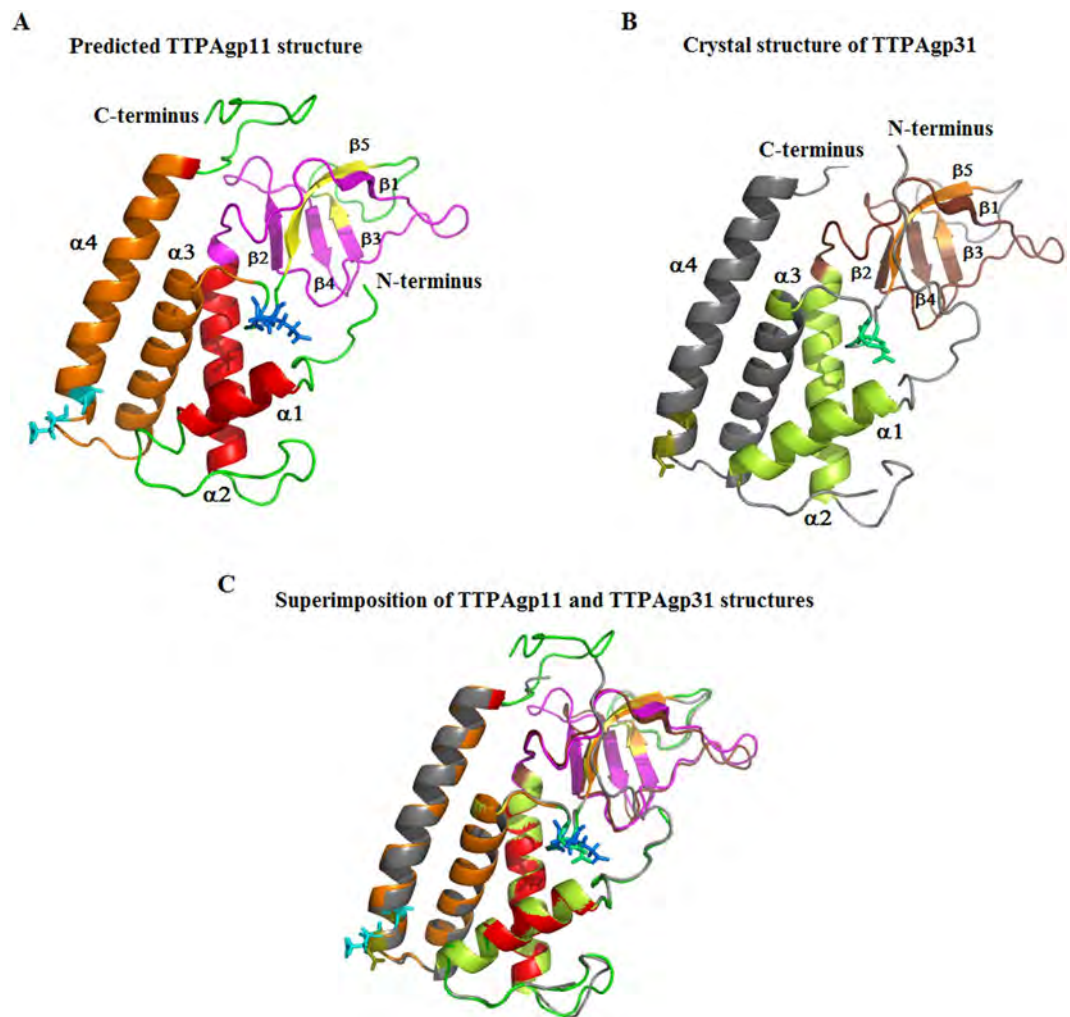 A
Predicted TTPAgp11 structure
C-terminus
β5
β1
α4
α3
β2
β3
β4
N-terminus
α1
α2
B
Crystal structure of TTPAgp31
N-terminus
C-terminus
β5
β1
α4
α3
β2
β3
β4
α1
α2
C
Superimposition of TTPAgp11 and TTPAgp31 structures